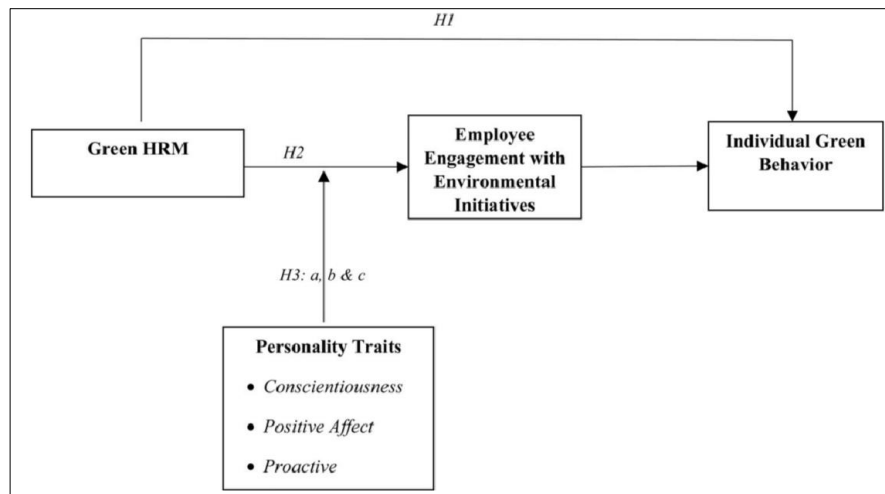 H1
Green HRM
H2
Employee
Engagement with
Environmental
Initiatives
Individual Green
Behavior
H3: a, b & c
Personality Traits
• Conscientiousness
• Positive Affect
• Proactive